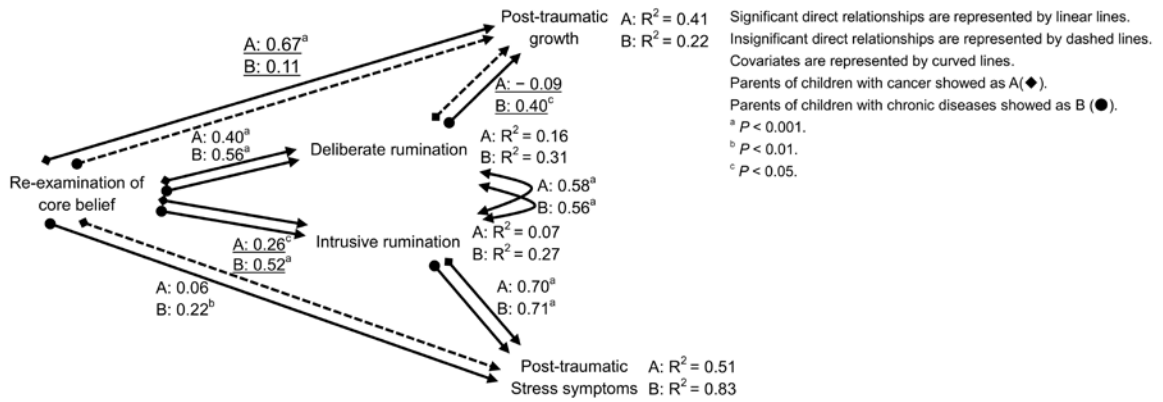 Post-traumatic
growth
A: R² = 0.41
B: R² = 0.22
Significant direct relationships are represented by linear lines.
Insignificant direct relationships are represented by dashed lines.
Covariates are represented by curved lines.
Parents of children with cancer showed as A(◆).
Parents of children with chronic diseases showed as B (●).
ᵃ P < 0.001.
ᵇ P < 0.01.
ᶜ P < 0.05.
A: 0.67ᵃ
B: 0.11
A: − 0.09
B: 0.40ᶜ
A: 0.40ᵃ
B: 0.56ᵃ
Deliberate rumination
A: R² = 0.16
B: R² = 0.31
Re-examination of
core belief
A: 0.58ᵃ
B: 0.56ᵃ
Intrusive rumination
A: R² = 0.07
B: R² = 0.27
A: 0.26ᶜ
B: 0.52ᵃ
A: 0.06
B: 0.22ᵇ
A: 0.70ᵃ
B: 0.71ᵃ
Post-traumatic
Stress symptoms
A: R² = 0.51
B: R² = 0.83